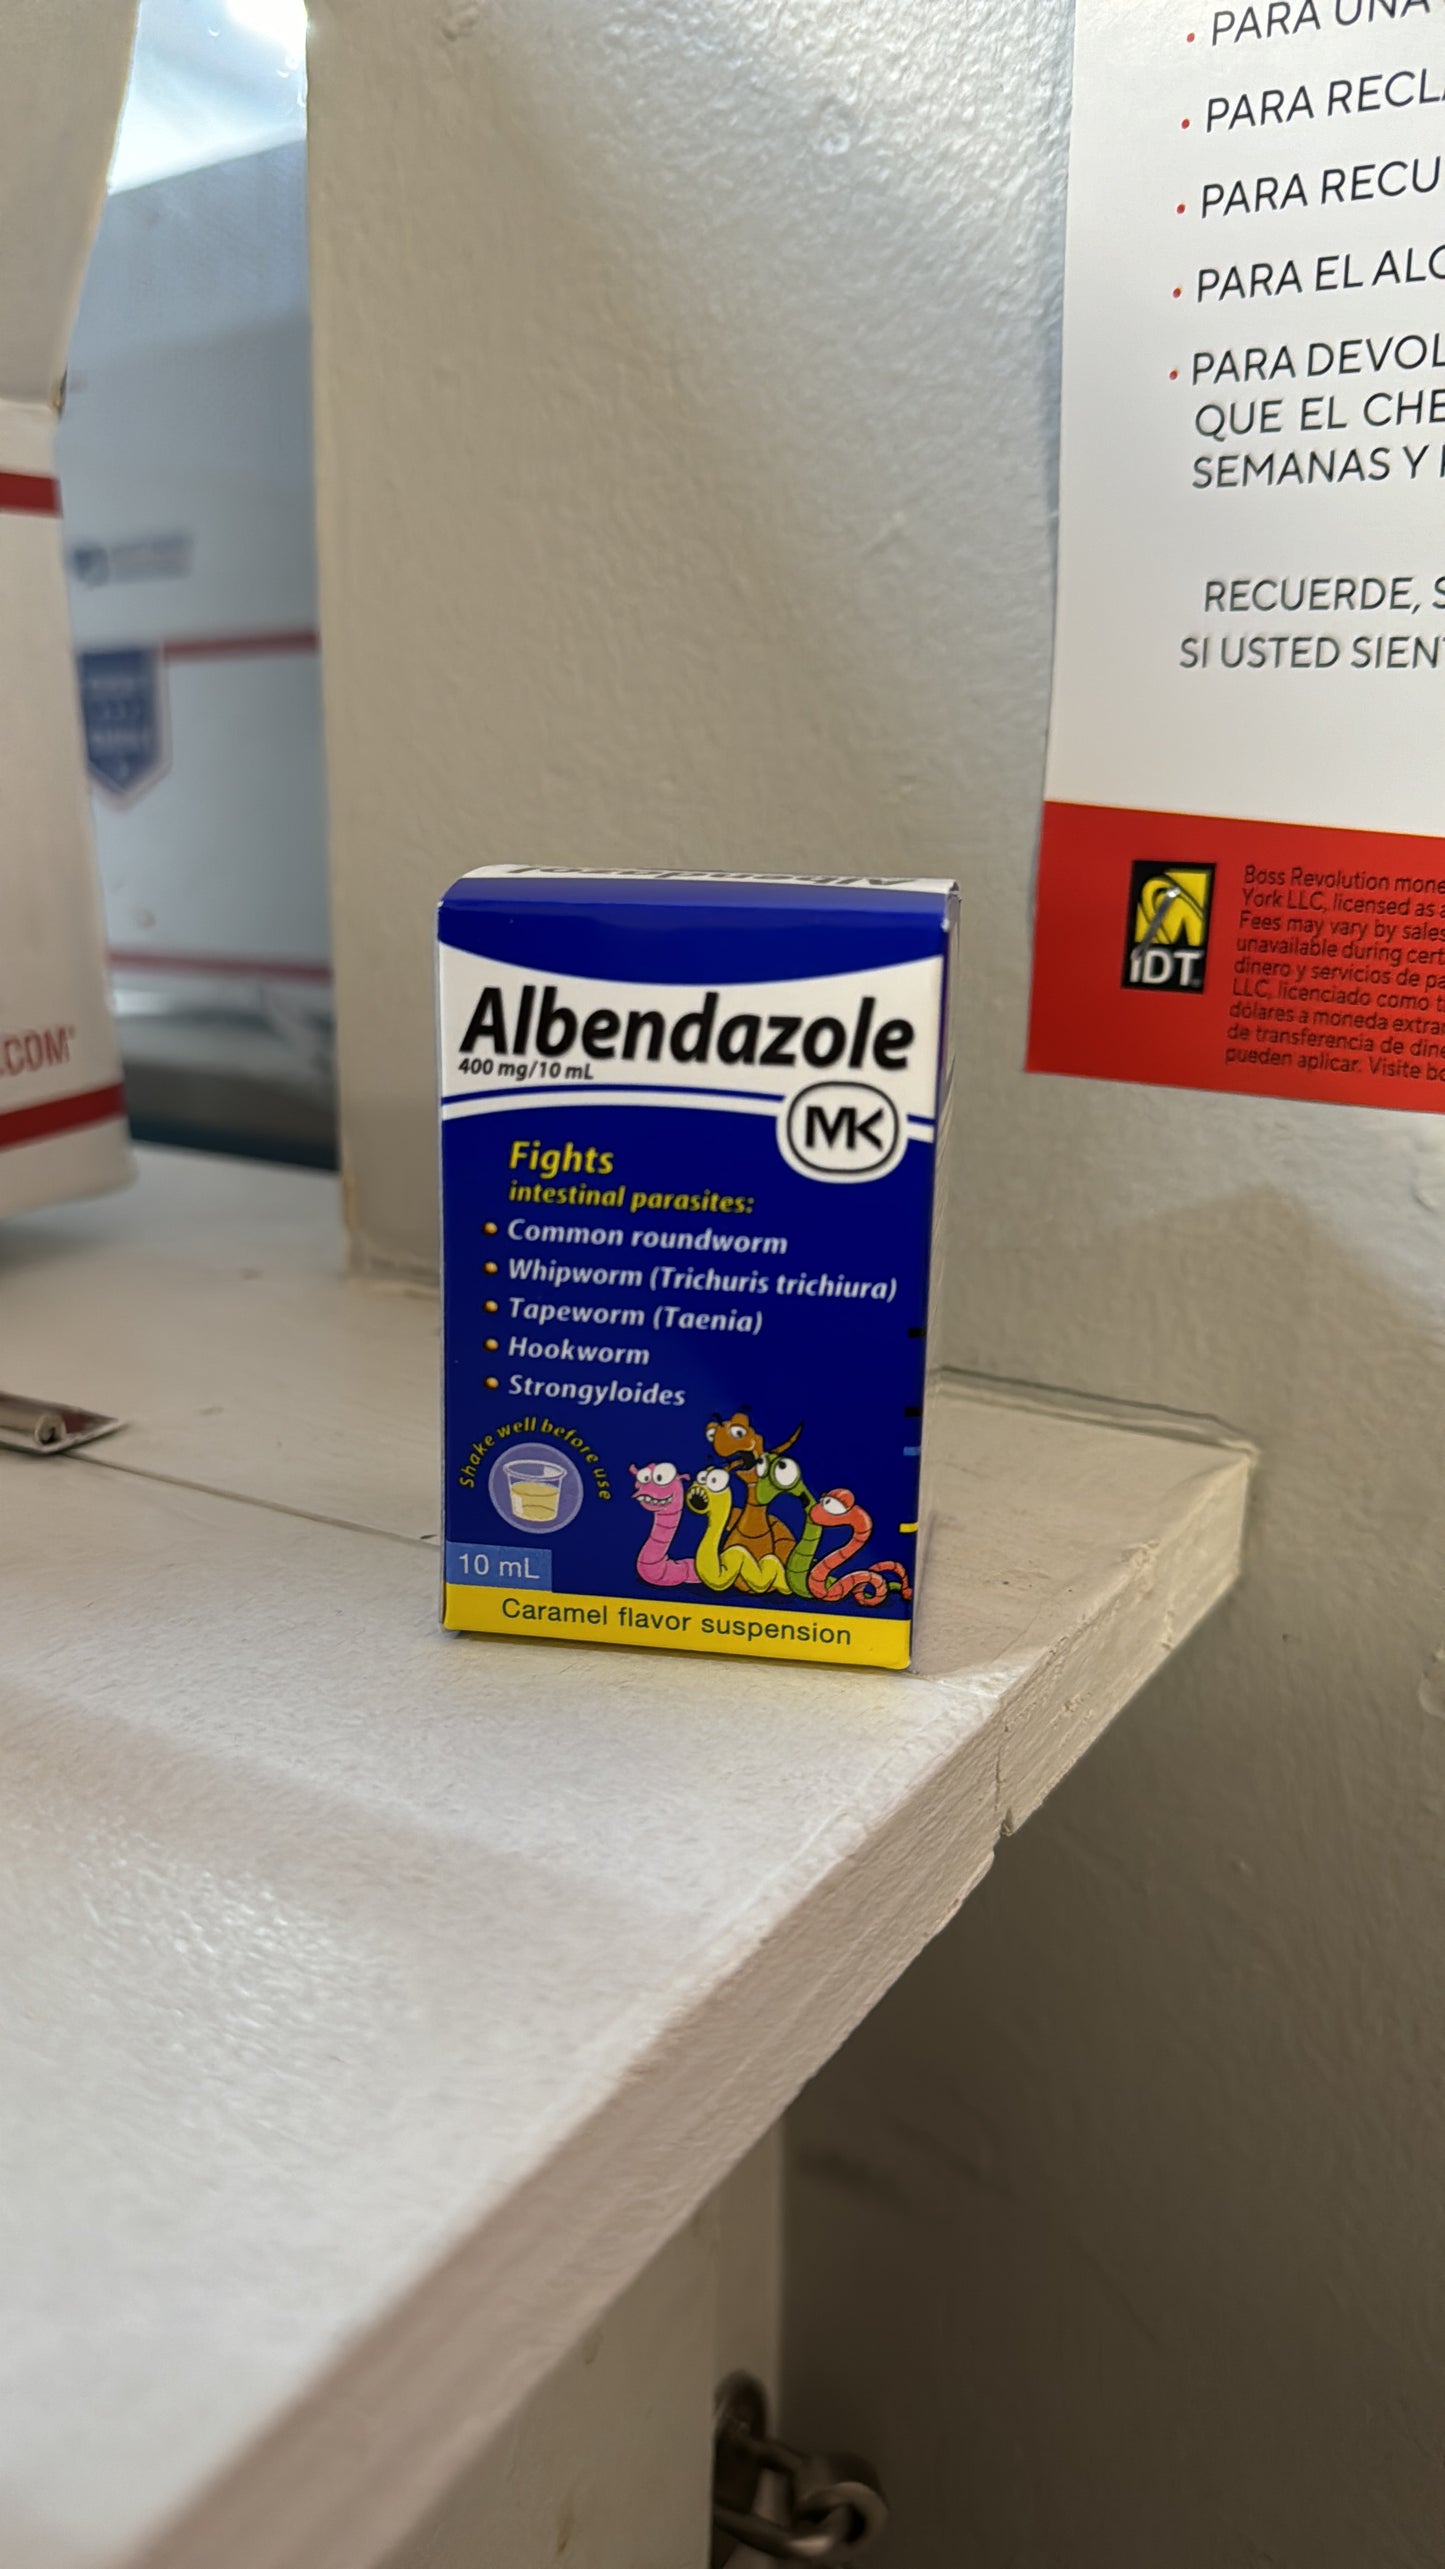 PARA UNA
• PARA RECL
• PARA RECU
• PARA EL ALC
• PARA DEVOL
QUE EL CHE
SEMANAS Y
RECUERDE, S
SI USTED SIEN
IDT
Boss Revolution mone
York LLC, licensed as a
Fees may vary by sales
unavailable during cert
dinero y servicios de pa
LLC, licenciado como t
dólares a moneda extra
de transferencia de dine
pueden aplicar. Visite bo
.COM
Albendazole
400 mg/10 mL
MK
Fights
intestinal parasites:
• Common roundworm
• Whipworm (Trichuris trichiura)
• Tapeworm (Taenia)
• Hookworm
• Strongyloides
Shake well before use
10 mL
Caramel flavor suspension